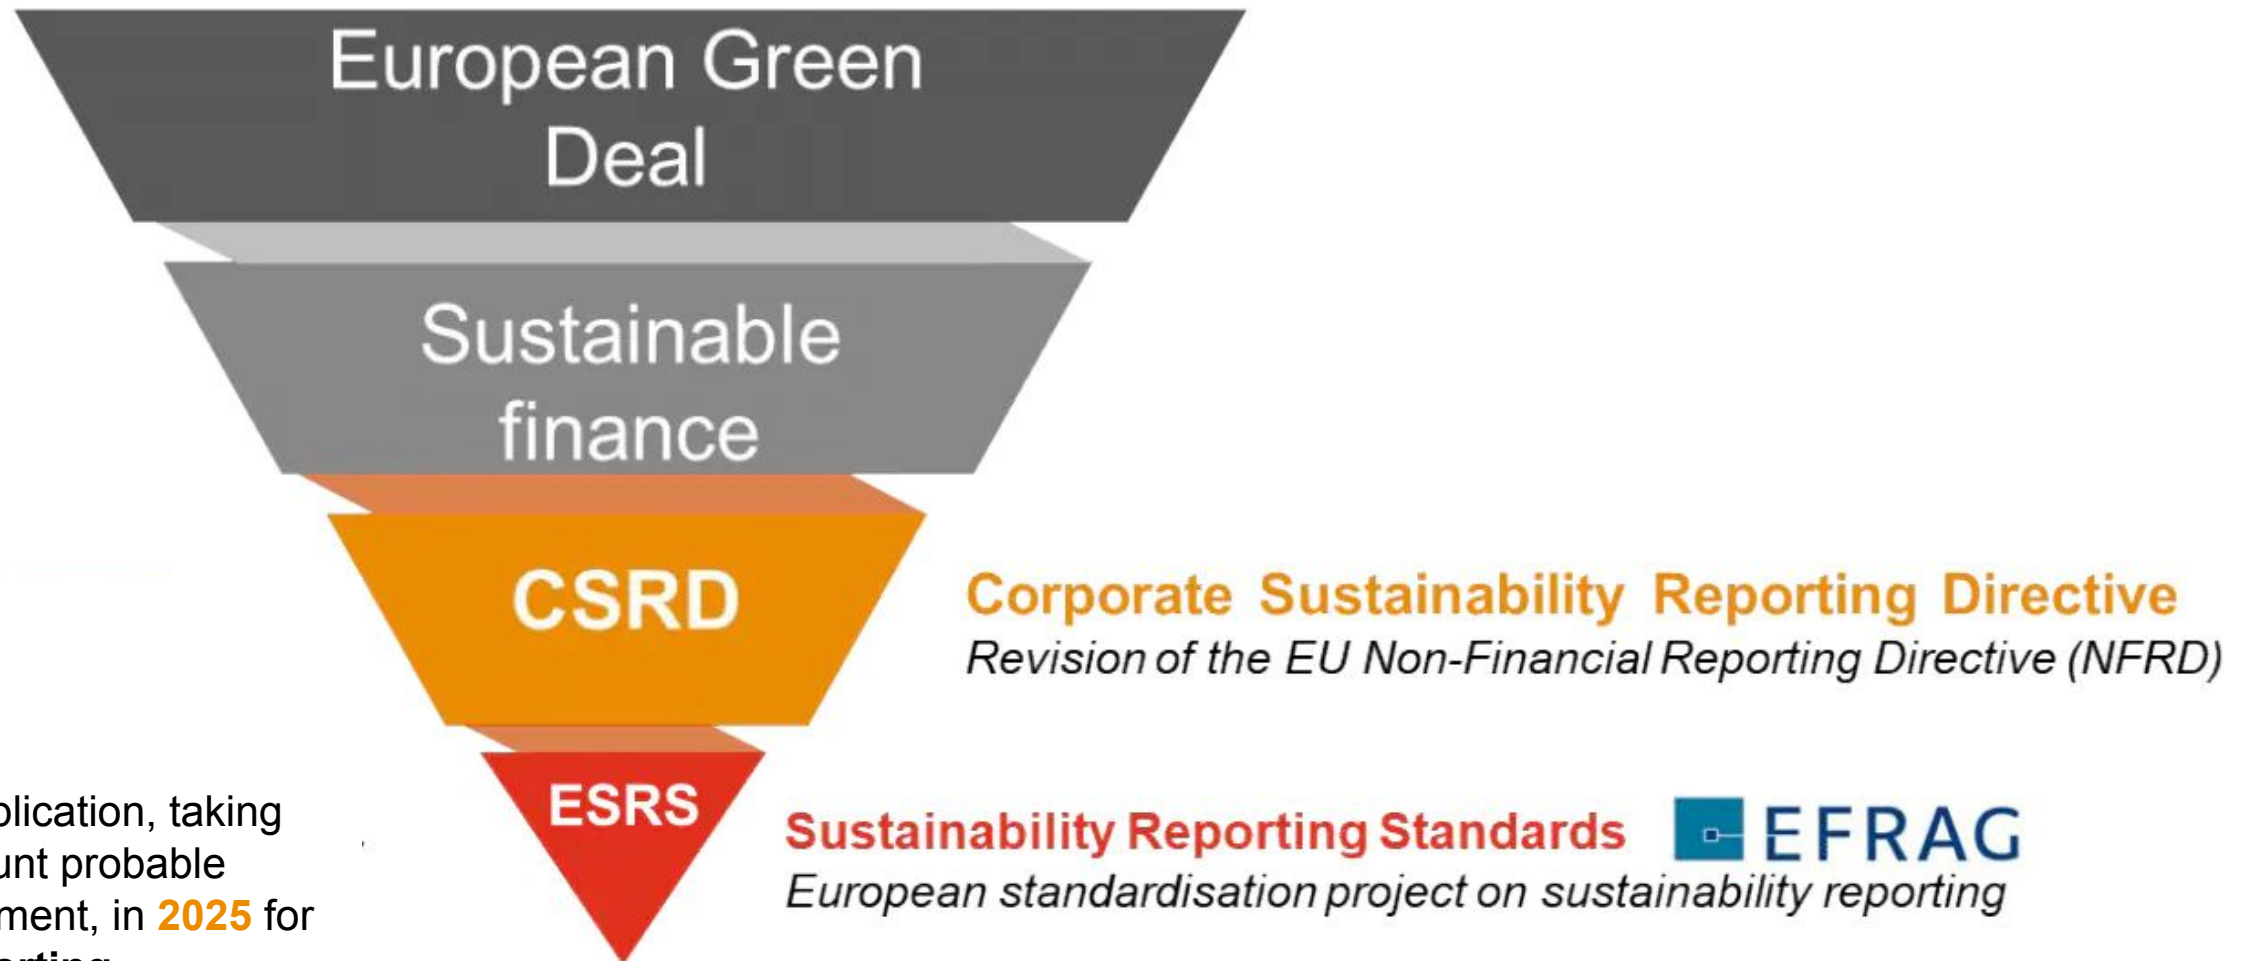 European Green
Deal
Sustainable
finance
CSRD
Corporate Sustainability Reporting Directive
Revision of the EU Non-Financial Reporting Directive (NFRD)
ESRS
Sustainability Reporting Standards EFRAG
European standardisation project on sustainability reporting
plication, taking
unt probable
ment, in 2025 for